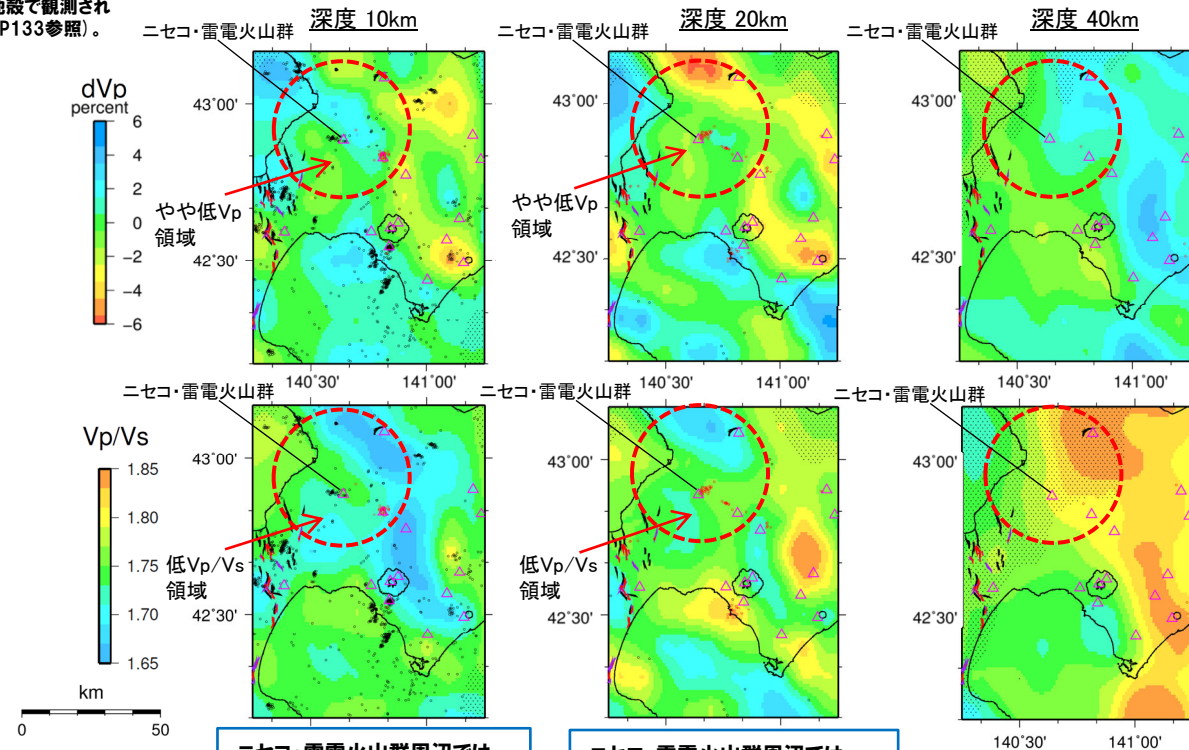 地殻で観測され
P133参照）。
深度 10km
深度 20km
深度 40km
ニセコ・雷電火山群
ニセコ・雷電火山群
ニセコ・雷電火山群
dVp
percent
6
4
2
0
−2
−4
−6
43°00'
42°30'
43°00'
42°30'
43°00'
42°30'
やや低Vp
領域
やや低Vp
領域
140°30'
141°00'
140°30'
141°00'
140°30'
141°00'
ニセコ・雷電火山群
ニセコ・雷電火山群
ニセコ・雷電火山群
Vp/Vs
1.85
1.80
1.75
1.70
1.65
43°00'
42°30'
43°00'
42°30'
43°00'
42°30'
低Vp/Vs
領域
低Vp/Vs
領域
km
0
50
140°30'
141°00'